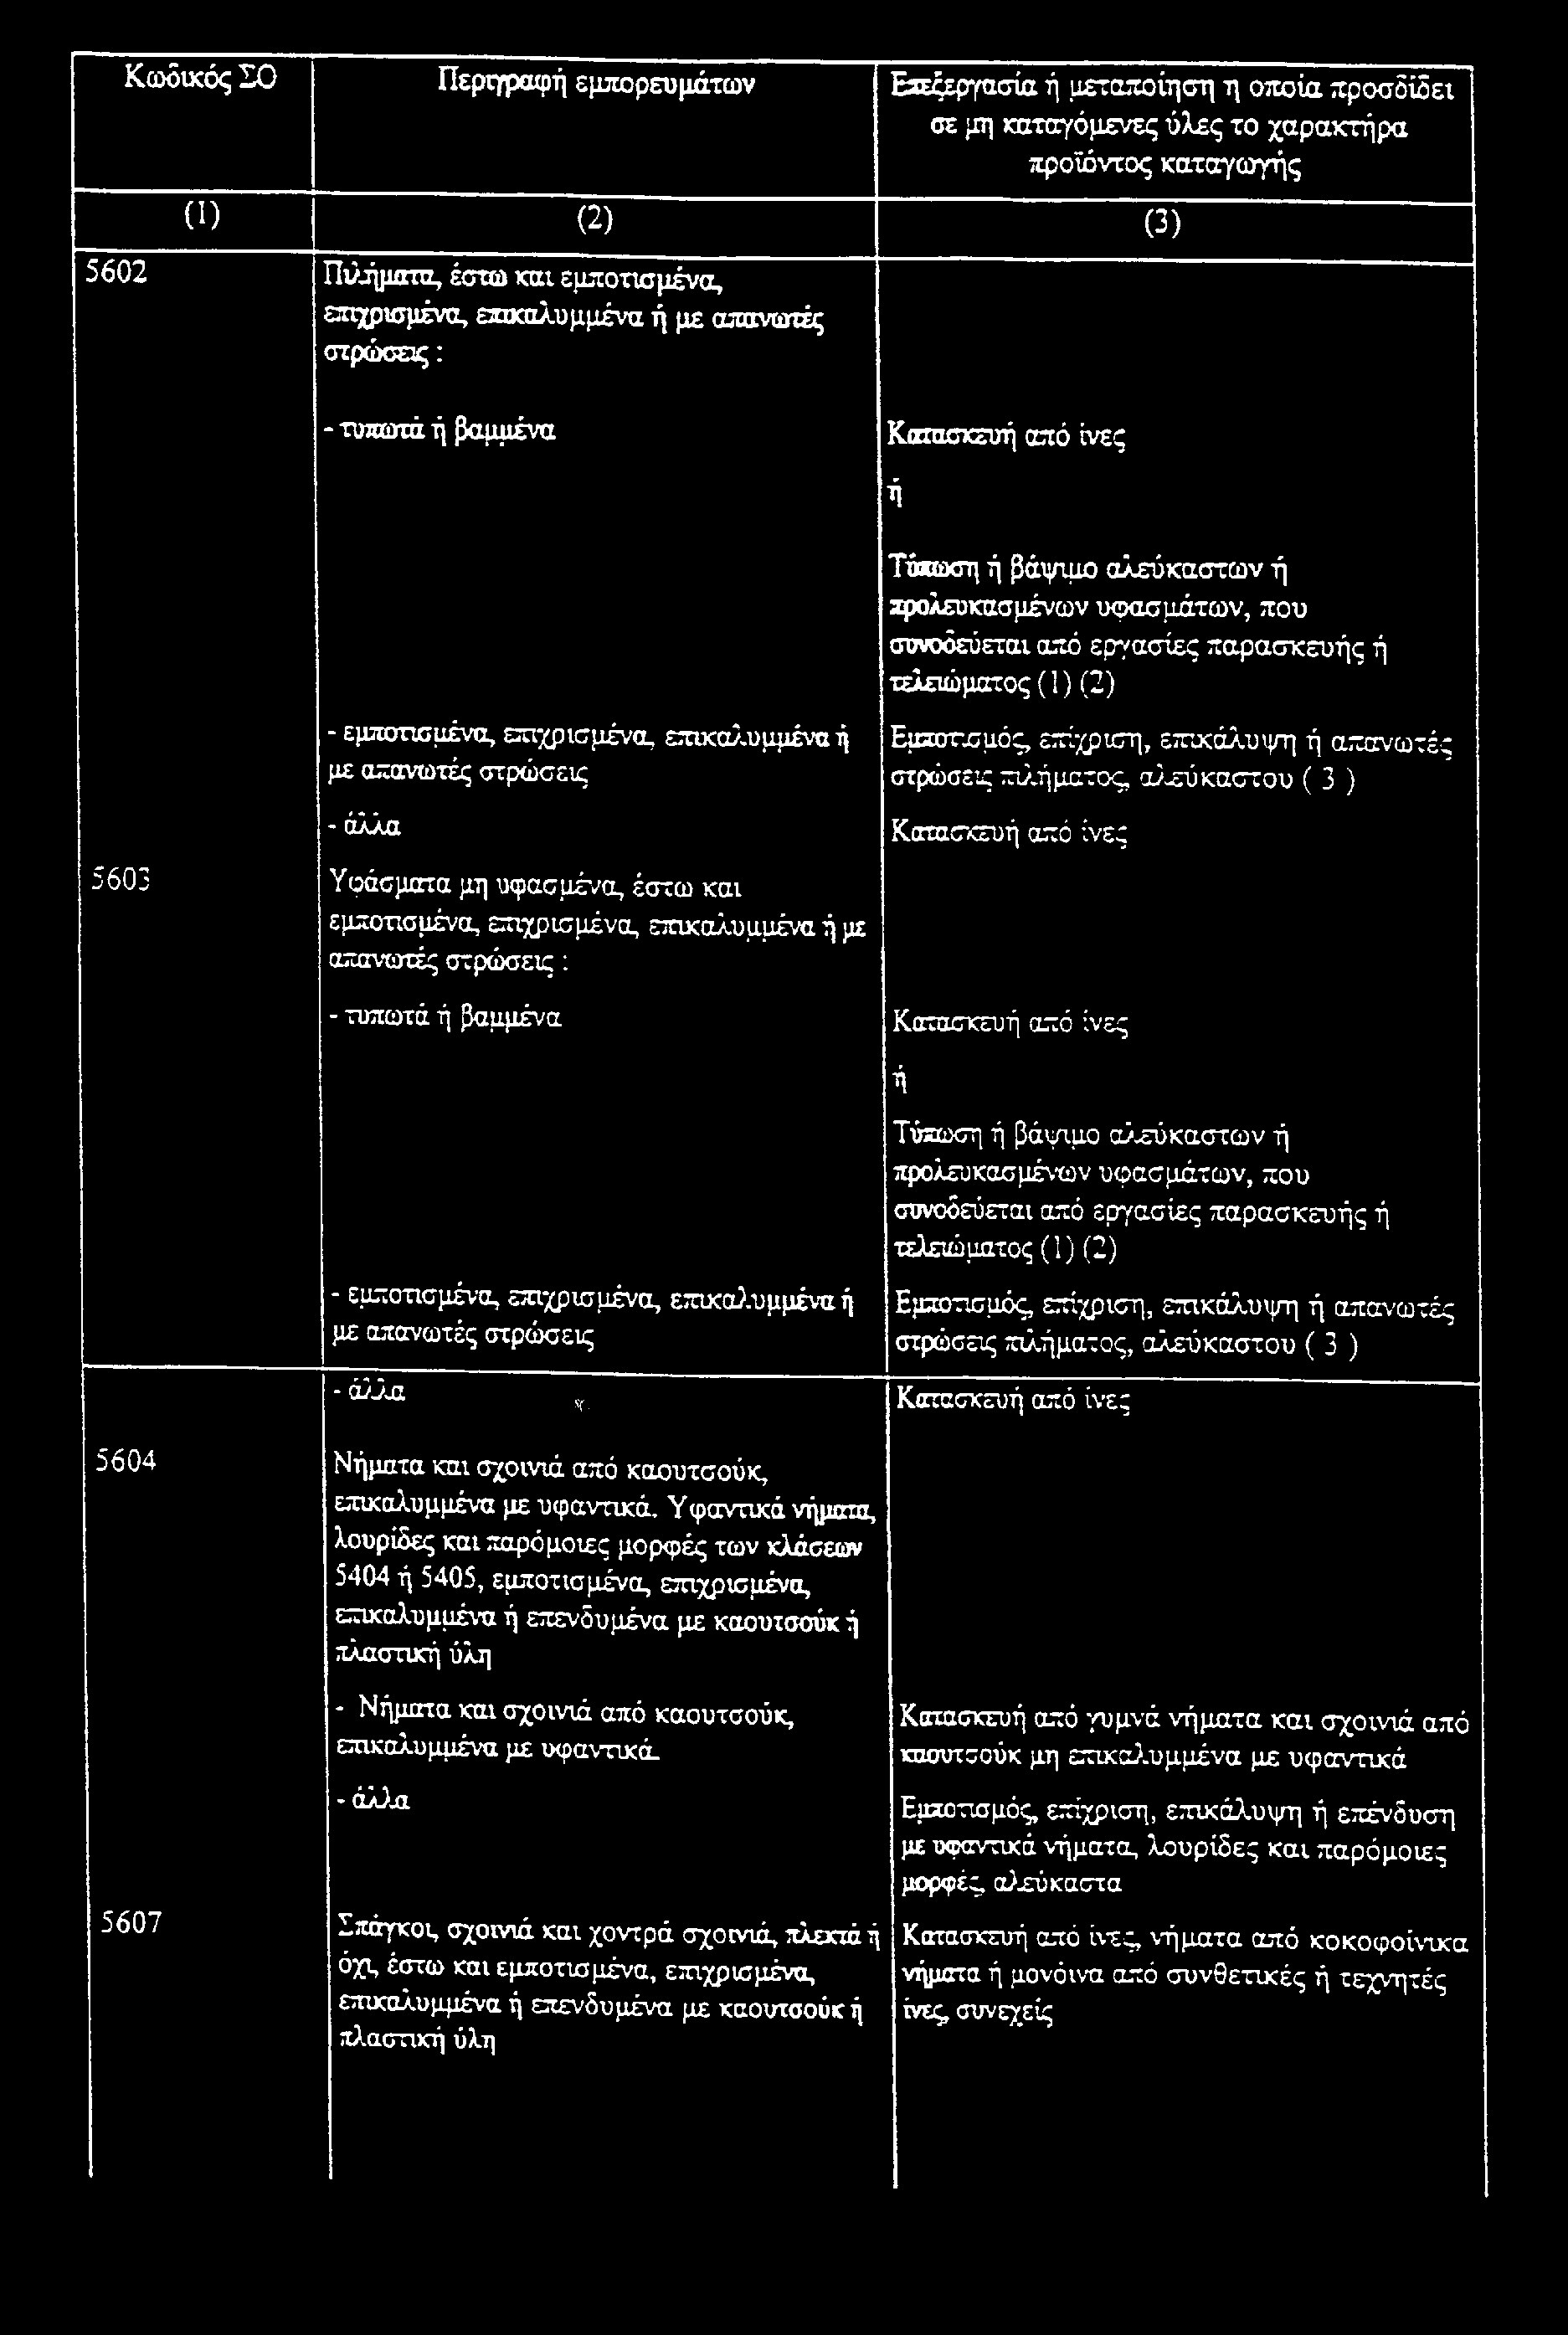 Κωδικός ΣΟ
Περιγραφή εμπορευμάτων
Επεξεργασία ή μεταποίηση η οποία προσδίδει
σε μη καταγόμενες ύλες το χαρακτήρα
προϊόντος καταγωγής
(1)
(2)
(3)
5602
Πιλήματα, έστω και εμποτισμένα,
επιχρισμένα, επικαλυμμένα ή με απανωτές
στρώσεις :
- τυπωτά ή βαμμένα
Κατασκευή από ίνες
ή
Τύπωση ή βάψιμο αλεύκαστων ή
προλευκασμένων υφασμάτων, που
συνοδεύεται από εργασίες παρασκευής ή
τελειώματος (1) (2)
- εμποτισμένα, επιχρισμένα, επικαλυμμένα ή
με απανωτές στρώσεις
Εμποτισμός, επίχριση, επικάλυψη ή απανωτές
στρώσεις πιλήματος, αλεύκαστου ( 3 )
- άλλα
Κατασκευή από ίνες
5603
Υφάσματα μη υφασμένα, έστω και
εμποτισμένα, επιχρισμένα, επικαλυμμένα ή με
απανωτές στρώσεις :
- τυπωτά ή βαμμένα
Κατασκευή από ίνες
ή
Τύπωση ή βάψιμο αλεύκαστων ή
προλευκασμένων υφασμάτων, που
συνοδεύεται από εργασίες παρασκευής ή
τελειώματος (1) (2)
- εμποτισμένα, επιχρισμένα, επικαλυμμένα ή
με απανωτές στρώσεις
Εμποτισμός, επίχριση, επικάλυψη ή απανωτές
στρώσεις πιλήματος, αλεύκαστου ( 3 )
- άλλα
Κατασκευή από ίνες
5604
Νήματα και σχοινιά από καουτσούκ,
επικαλυμμένα με υφαντικά. Υφαντικά νήματα,
λουρίδες και παρόμοιες μορφές των κλάσεων
5404 ή 5405, εμποτισμένα, επιχρισμένα,
επικαλυμμένα ή επενδυμένα με καουτσούκ ή
πλαστική ύλη
- Νήματα και σχοινιά από καουτσούκ,
επικαλυμμένα με υφαντικά.
Κατασκευή από γυμνά νήματα και σχοινιά από
καουτσούκ μη επικαλυμμένα με υφαντικά
- άλλα
Εμποτισμός, επίχριση, επικάλυψη ή επένδυση
με υφαντικά νήματα, λουρίδες και παρόμοιες
μορφές, αλεύκαστα
5607
Σπάγκοι, σχοινιά και χοντρά σχοινιά, πλεκτά ή
όχι, έστω και εμποτισμένα, επιχρισμένα,
επικαλυμμένα ή επενδυμένα με καουτσούκ ή
πλαστική ύλη
Κατασκευή από ίνες, νήματα από κοκοφοίνικα
νήματα ή μονόινα από συνθετικές ή τεχνητές
ίνες, συνεχείς